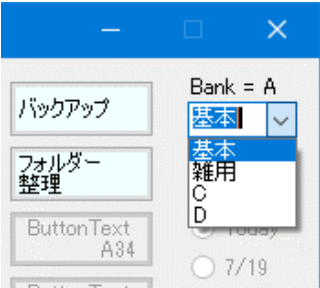 バックアップ
フォルダー
整理
ButtonText
A34
Bank = A
基本
基本
雑用
C
D
Today
7/19